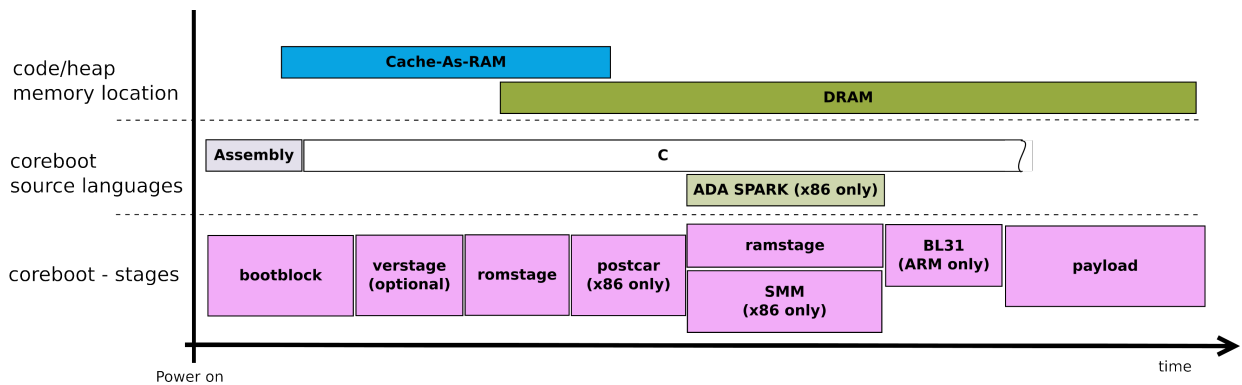 code/heap
memory location
Cache-As-RAM
DRAM
coreboot
source languages
Assembly
C
ADA SPARK (x86 only)
coreboot - stages
bootblock
verstage
(optional)
romstage
postcar
(x86 only)
ramstage
SMM
(x86 only)
BL31
(ARM only)
payload
Power on
time